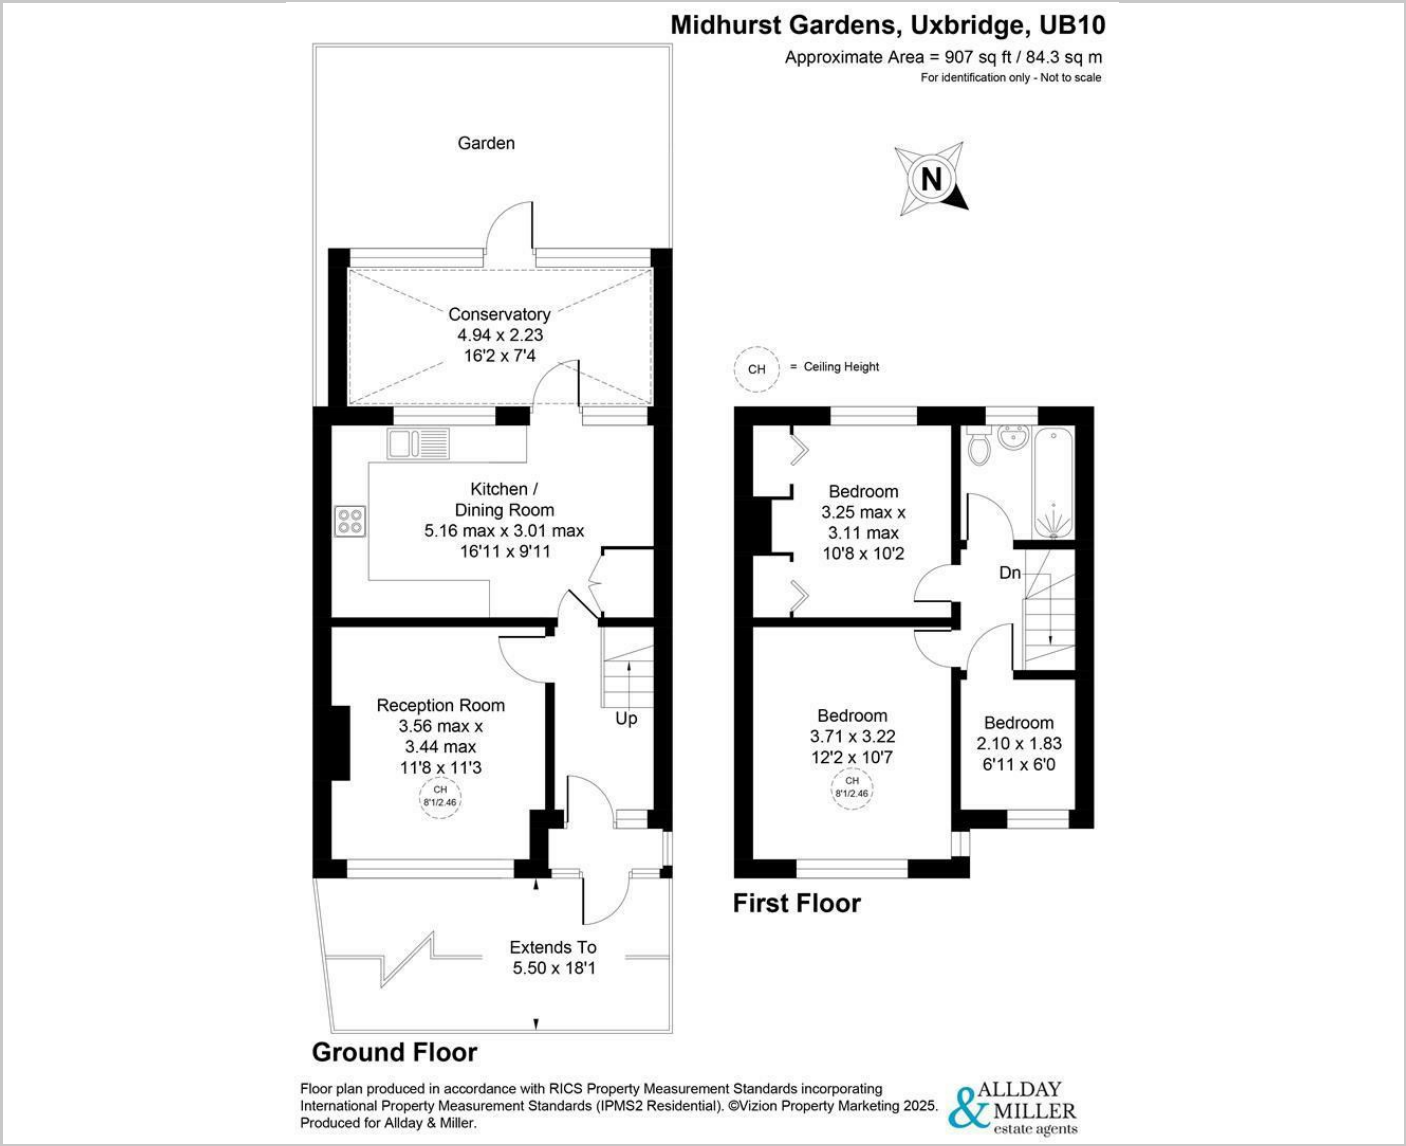 Midhurst Gardens, Uxbridge, UB10
Approximate Area = 907 sq ft / 84.3 sq m
For identification only - Not to scale
Garden
N
Conservatory
4.94 x 2.23
16'2 x 7'4
CH = Ceiling Height
Kitchen /
Dining Room
5.16 max x 3.01 max
16'11 x 9'11
Bedroom
3.25 max x
3.11 max
10'8 x 10'2
Dn
Reception Room
3.56 max x
3.44 max
11'8 x 11'3
CH
8'1/2.46
Up
Bedroom
3.71 x 3.22
12'2 x 10'7
CH
8'1/2.46
Bedroom
2.10 x 1.83
6'11 x 6'0
First Floor
Extends To
5.50 x 18'1
Ground Floor
Floor plan produced in accordance with RICS Property Measurement Standards incorporating
International Property Measurement Standards (IPMS2 Residential). ©Vizion Property Marketing 2025.
Produced for Allday & Miller.
ALLDAY
& MILLER
estate agents